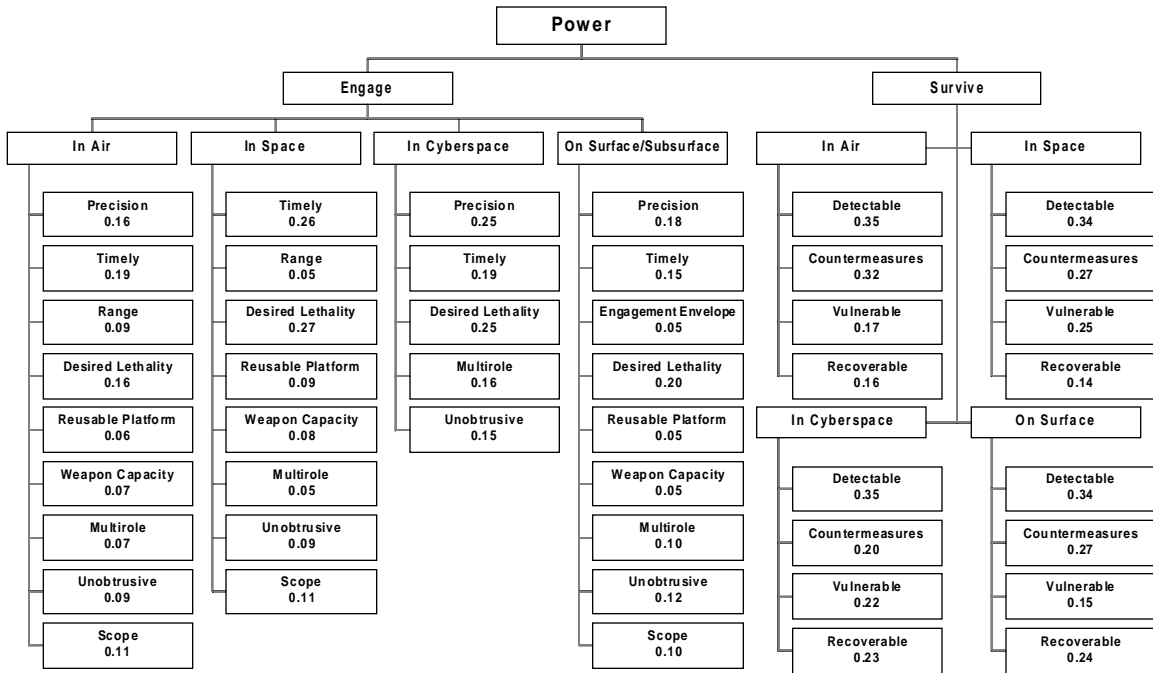 Power
Engage
Survive
In Air
In Space
In Cyberspace
On Surface/Subsurface
In Air
In Space
Precision
0.16
Timely
0.19
Range
0.09
Desired Lethality
0.16
Reusable Platform
0.06
Weapon Capacity
0.07
Multirole
0.07
Unobtrusive
0.09
Scope
0.11
Timely
0.26
Range
0.05
Desired Lethality
0.27
Reusable Platform
0.09
Weapon Capacity
0.08
Multirole
0.05
Unobtrusive
0.09
Scope
0.11
Precision
0.25
Timely
0.19
Desired Lethality
0.25
Multirole
0.16
Unobtrusive
0.15
Precision
0.18
Timely
0.15
Engagement Envelope
0.05
Desired Lethality
0.20
Reusable Platform
0.05
Weapon Capacity
0.05
Multirole
0.10
Unobtrusive
0.12
Scope
0.10
Detectable
0.35
Countermeasures
0.32
Vulnerable
0.17
Recoverable
0.16
Detectable
0.34
Countermeasures
0.27
Vulnerable
0.25
Recoverable
0.14
In Cyberspace
On Surface
Detectable
0.35
Countermeasures
0.20
Vulnerable
0.22
Recoverable
0.23
Detectable
0.34
Countermeasures
0.27
Vulnerable
0.15
Recoverable
0.24